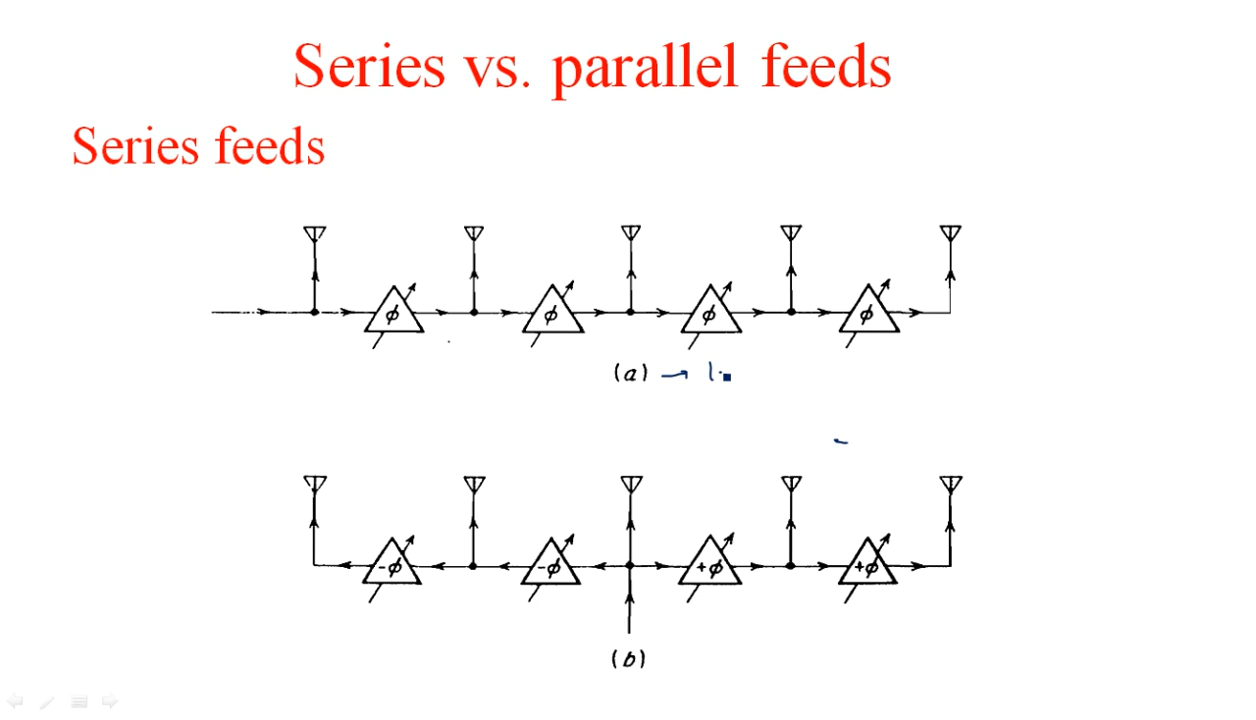 Series vs. parallel feeds
Series feeds
ϕ ϕ ϕ ϕ
(a)
-ϕ -ϕ +ϕ +ϕ
(b)